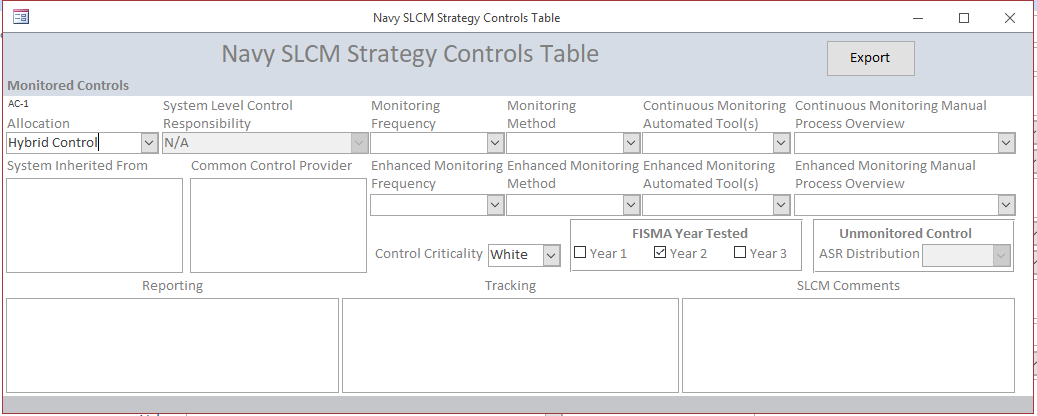 Navy SLCM Strategy Controls Table
Navy SLCM Strategy Controls Table
Export
Monitored Controls
AC-1
Allocation
Hybrid Control
System Level Control
Responsibility
N/A
Monitoring
Frequency
Monitoring
Method
Continuous Monitoring
Automated Tool(s)
Continuous Monitoring Manual
Process Overview
System Inherited From
Common Control Provider
Enhanced Monitoring
Frequency
Enhanced Monitoring
Method
Enhanced Monitoring
Automated Tool(s)
Enhanced Monitoring Manual
Process Overview
Control Criticality
White
FISMA Year Tested
Year 1
Year 2
Year 3
Unmonitored Control
ASR Distribution
Reporting
Tracking
SLCM Comments